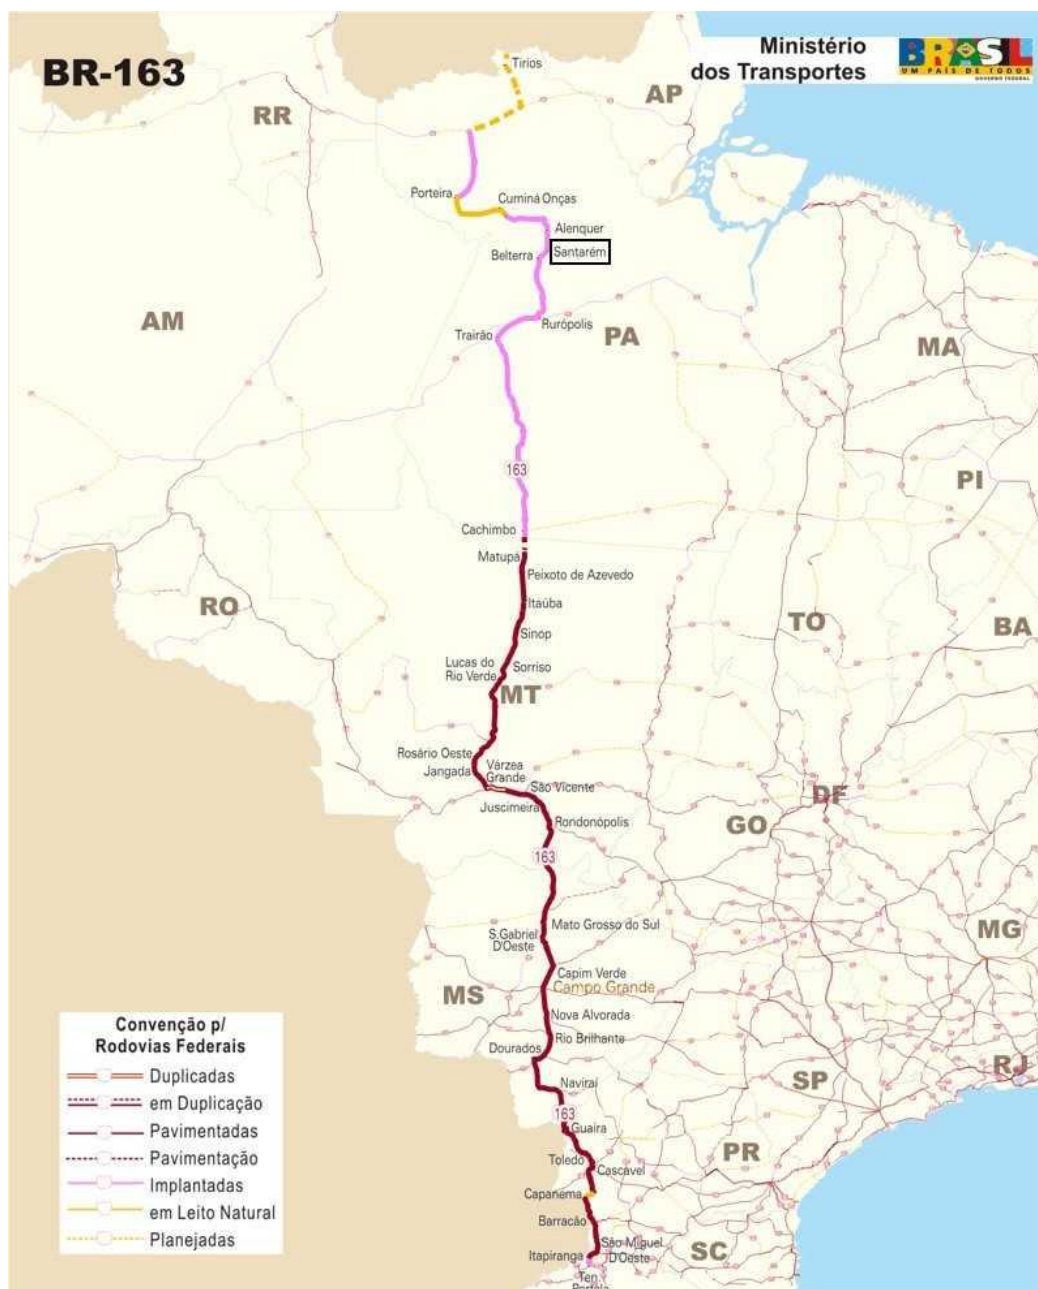 BR-163
Ministério
dos Transportes
BRASIL
UM PAÍS DE TODOS
GOVERNO FEDERAL
Tirios
AP
RR
Porteira
Cuminá Onças
Alenquer
Santarém
Belterra
AM
Rurópolis
Trairão
PA
MA
163
PI
Cachimbo
Matupá
Peixoto de Azevedo
Itaúba
RO
TO
BA
Sinop
Lucas do
Rio Verde
Sorriso
MT
Rosário Oeste
Jangada
Várzea
Grande
São Vicente
Juscimeira
DF
Rondonópolis
GO
163
Mato Grosso do Sul
S.Gabriel
D'Oeste
MG
Capim Verde
Campo Grande
MS
Nova Alvorada
Rio Brilhante
Dourados
RJ
SP
Naviraí
163
Guaíra
PR
Toledo
Cascavel
Capanema
Barracão
São Miguel
D'Oeste
Itapiranga
SC
Ten.
Portela
Convenção p/
Rodovias Federais
Duplicadas
em Duplicação
Pavimentadas
Pavimentação
Implantadas
em Leito Natural
Planejadas